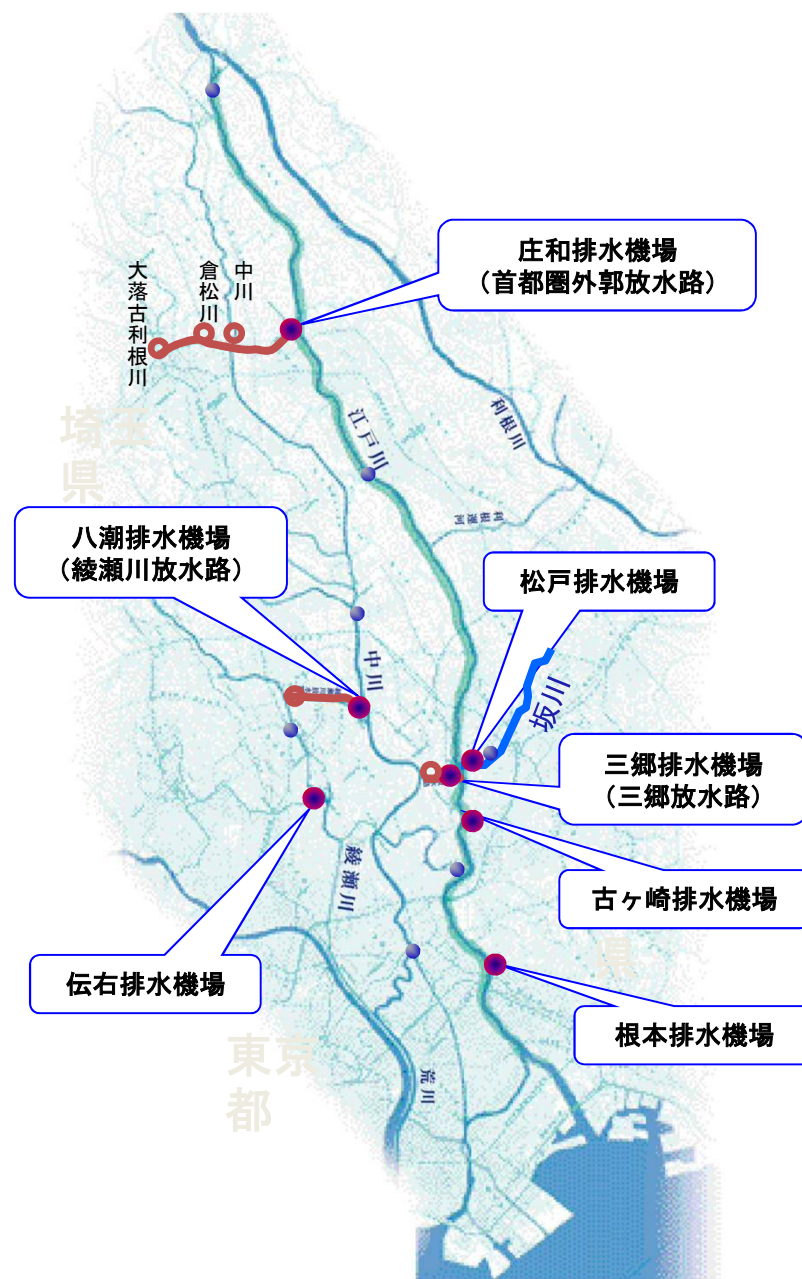 庄和排水機場
（首都圏外郭放水路）
大落古利根川
倉松川
中川
江戸川
利根川
埼玉
県
利根運河
八潮排水機場
（綾瀬川放水路）
松戸排水機場
中川
坂川
三郷排水機場
（三郷放水路）
古ヶ崎排水機場
綾瀬川
伝右排水機場
県
根本排水機場
東京
都
荒川